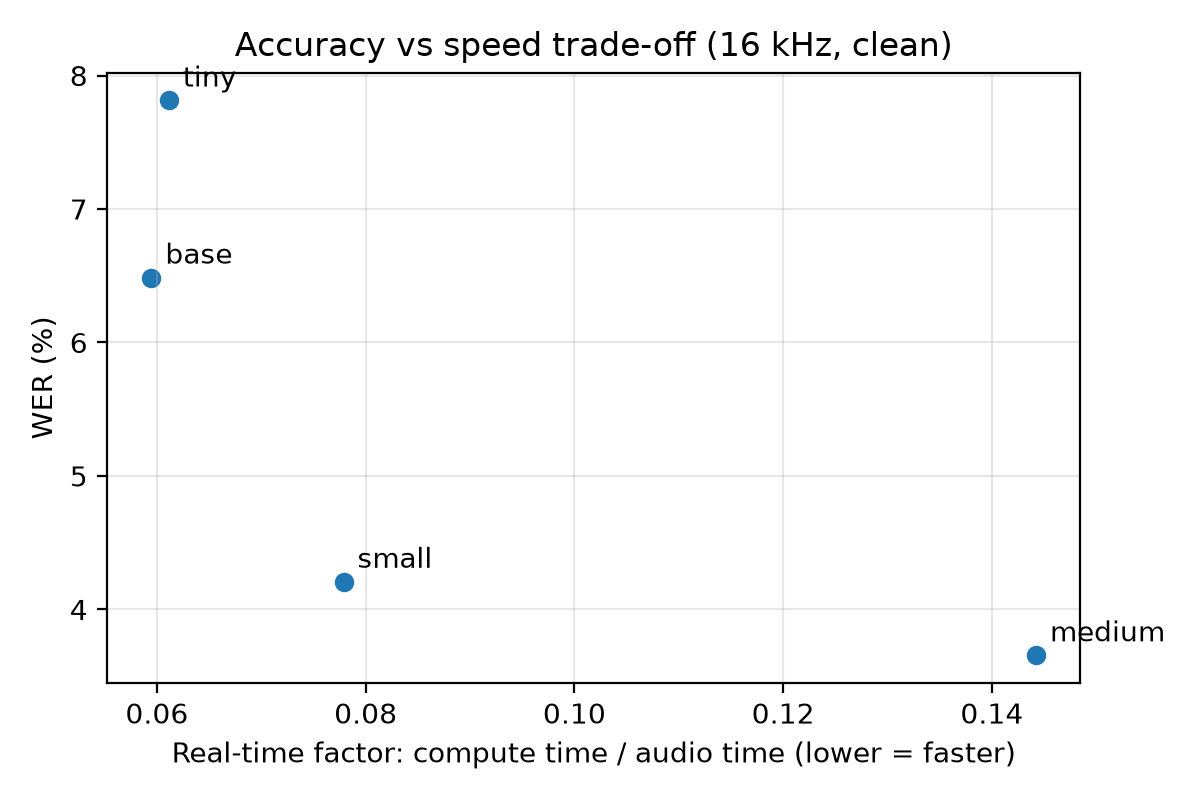 Accuracy vs speed trade-off (16 kHz, clean)
8
tiny
7
base
6
WER (%)
5
small
4
medium
0.06 0.08 0.10 0.12 0.14
Real-time factor: compute time / audio time (lower = faster)